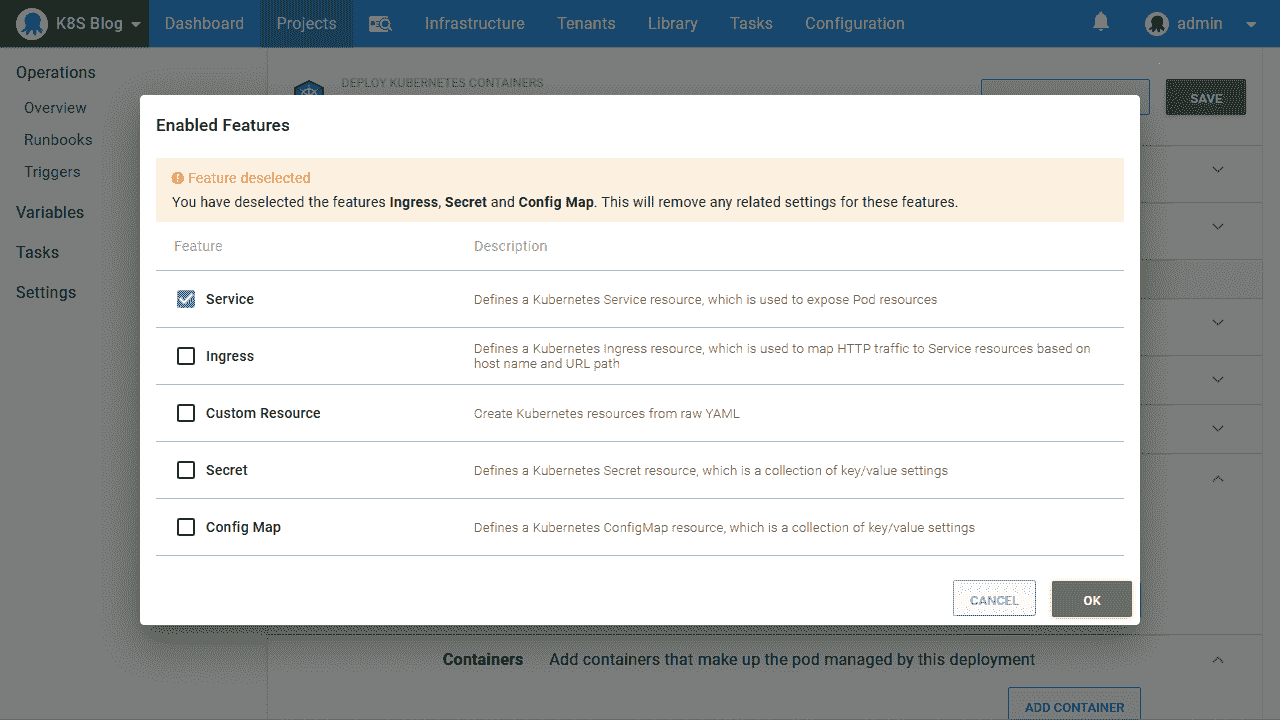 K8S Blog Dashboard Projects Infrastructure Tenants Library Tasks Configuration admin
Operations
Overview
Runbooks
Triggers
Variables
Tasks
Settings
DEPLOY KUBERNETES CONTAINERS
SAVE
Enabled Features
Feature deselected
You have deselected the features Ingress, Secret and Config Map. This will remove any related settings for these features.
Feature Description
Service Defines a Kubernetes Service resource, which is used to expose Pod resources
Ingress Defines a Kubernetes Ingress resource, which is used to map HTTP traffic to Service resources based on
host name and URL path
Custom Resource Create Kubernetes resources from raw YAML
Secret Defines a Kubernetes Secret resource, which is a collection of key/value settings
Config Map Defines a Kubernetes ConfigMap resource, which is a collection of key/value settings
CANCEL OK
Containers Add containers that make up the pod managed by this deployment
ADD CONTAINER